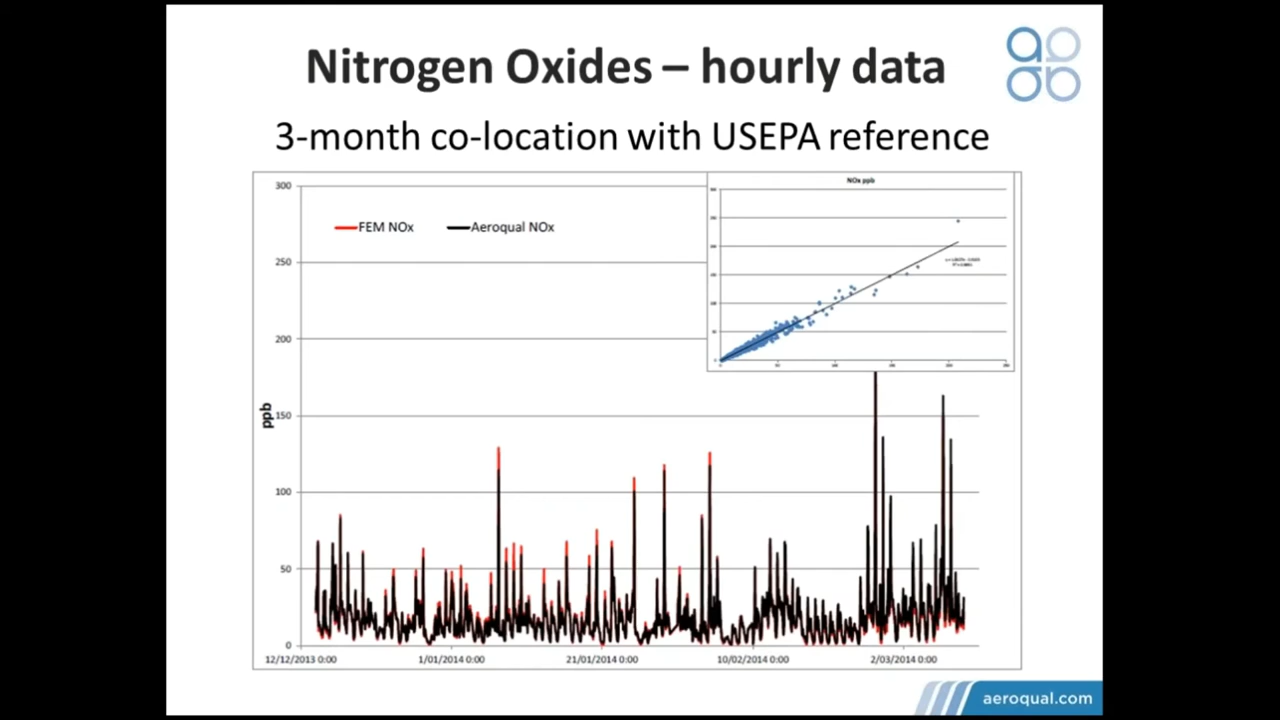 Nitrogen Oxides – hourly data
3-month co-location with USEPA reference
300
250
200
150
100
50
0
ppb
FEM NOx
Aeroqual NOx
NOx ppb
12/12/2013 0:00
1/01/2014 0:00
21/01/2014 0:00
10/02/2014 0:00
2/03/2014 0:00
aeroqual.com